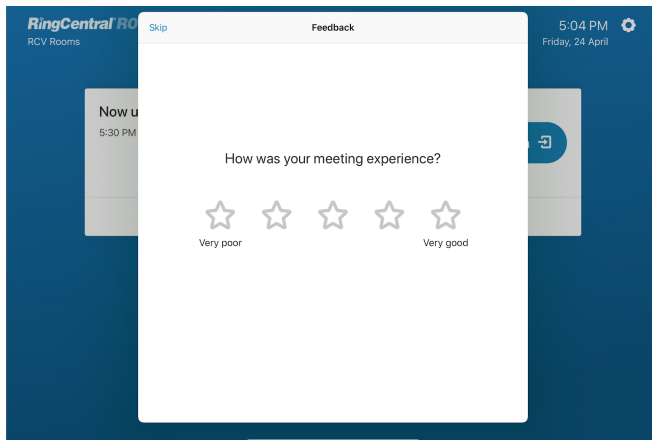 RingCentral RO
RCV Rooms
Skip
Feedback
5:04 PM
Friday, 24 April
Now u
5:30 PM
How was your meeting experience?
Very poor
Very good